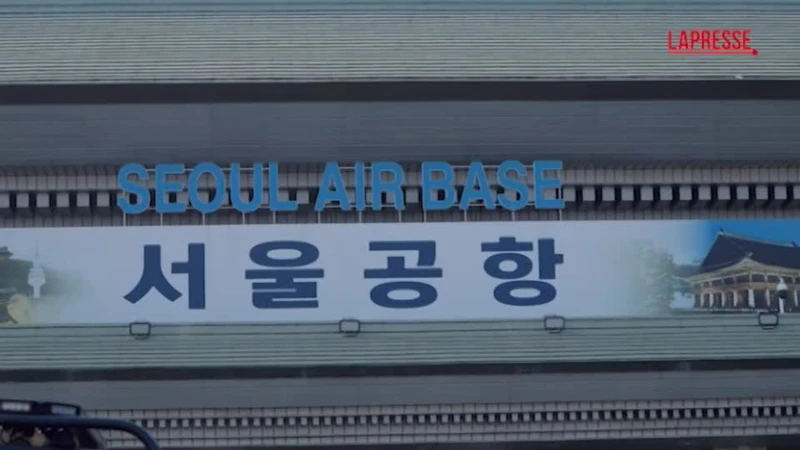 LAPRESSE
SEOUL AIR BASE
서울공항